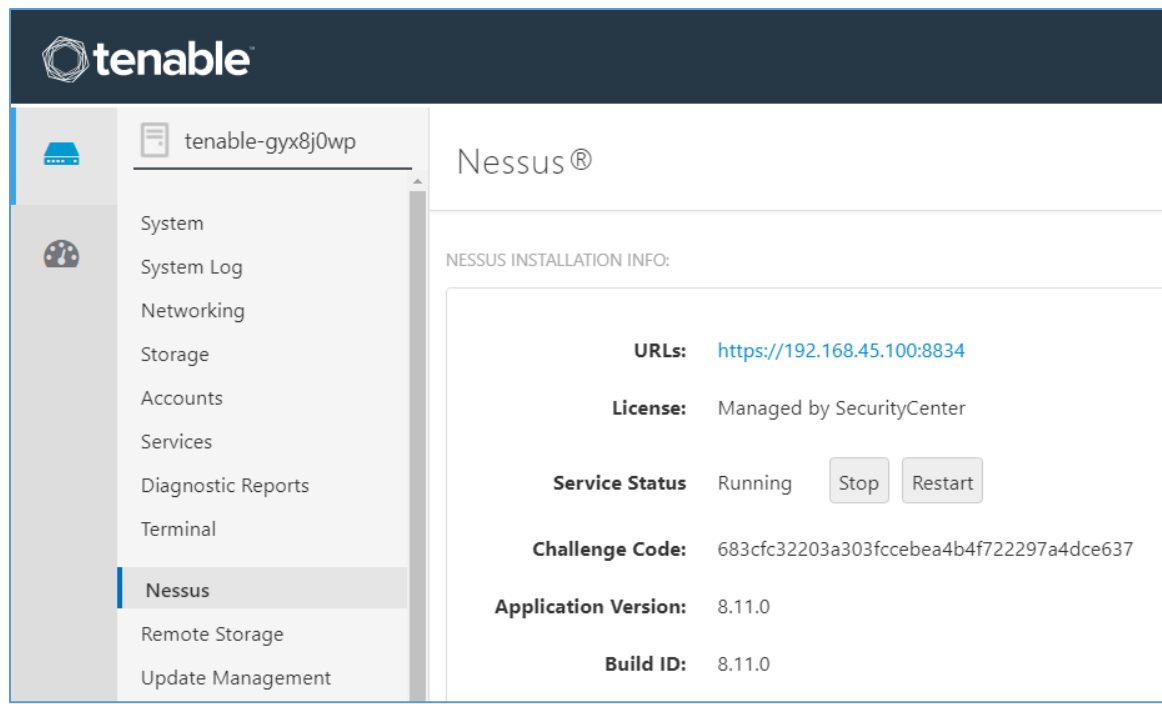 tenable™
tenable-gyx8j0wp
System
System Log
Networking
Storage
Accounts
Services
Diagnostic Reports
Terminal
Nessus
Remote Storage
Update Management
Nessus®
NESSUS INSTALLATION INFO:
URLs: https://192.168.45.100:8834
License: Managed by SecurityCenter
Service Status Running Stop Restart
Challenge Code: 683cfc32203a303fccebea4b4f722297a4dce637
Application Version: 8.11.0
Build ID: 8.11.0